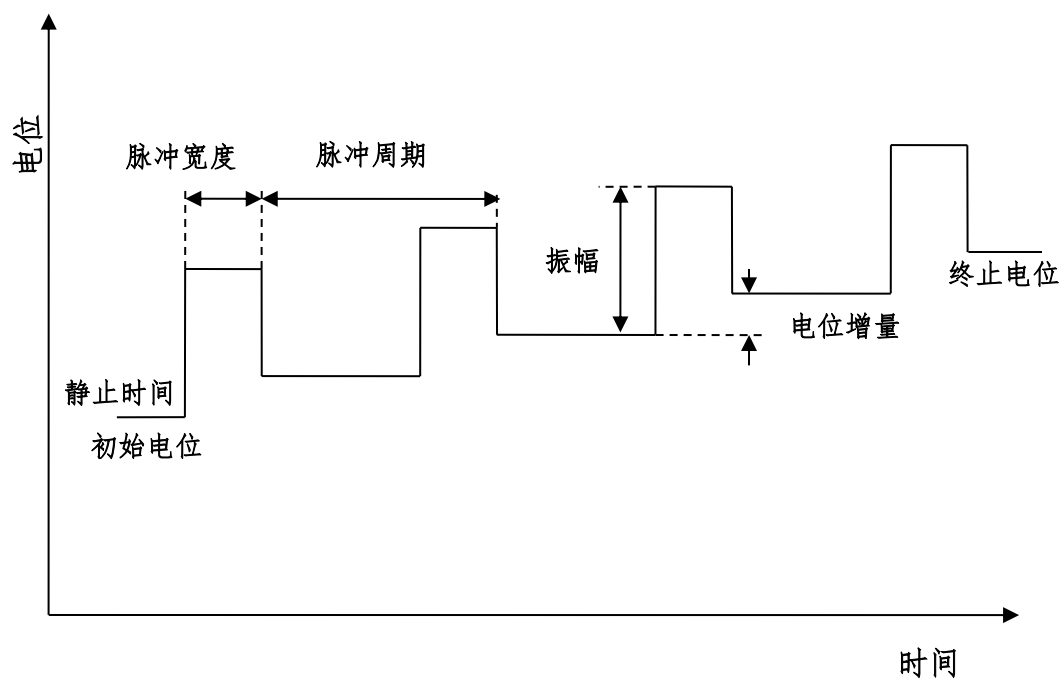 电位
脉冲宽度
脉冲周期
振幅
终止电位
电位增量
静止时间
初始电位
时间